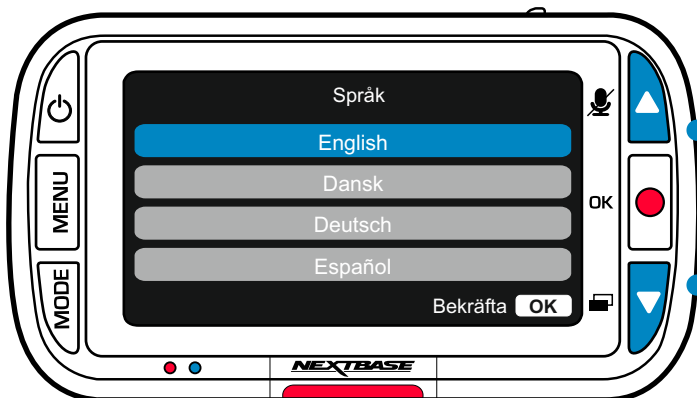 Språk
English
Dansk
Deutsch
Español
Bekräfta OK
MENU
MODE
OK
NEXTBASE